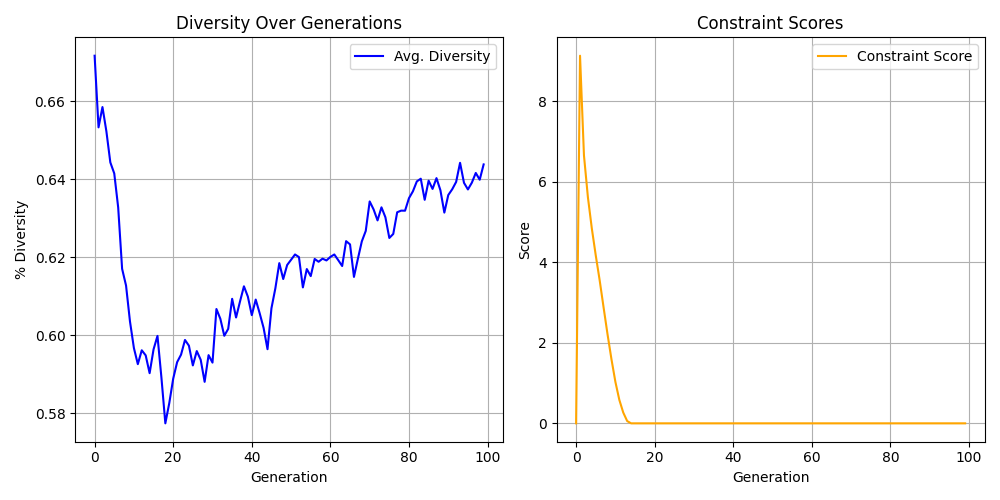 Diversity Over Generations
Avg. Diversity
% Diversity
0.66
0.64
0.62
0.60
0.58
0 20 40 60 80 100
Generation
Constraint Scores
Constraint Score
Score
8
6
4
2
0
0 20 40 60 80 100
Generation